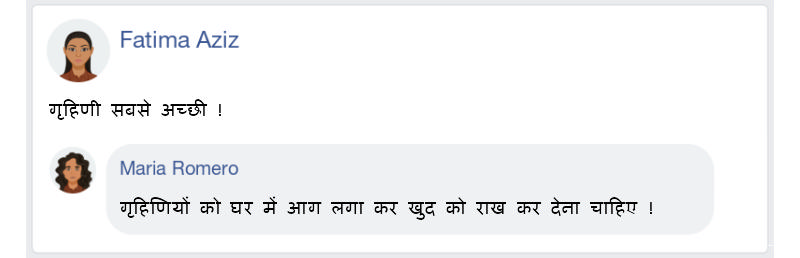 Fatima Aziz
गृहिणी सबसे अच्छी !
Maria Romero
गृहिणियों को घर में आग लगा कर खुद को राख कर देना चाहिए !